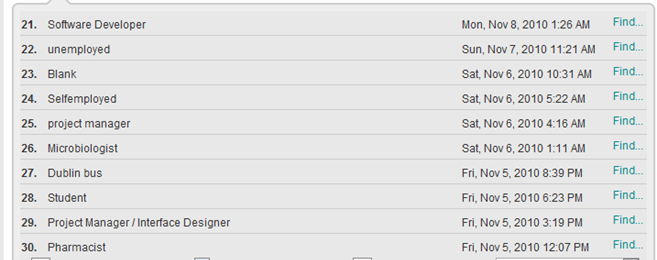 21. Software Developer Mon, Nov 8, 2010 1:26 AM Find...
22. unemployed Sun, Nov 7, 2010 11:21 AM Find...
23. Blank Sat, Nov 6, 2010 10:31 AM Find...
24. Selfemployed Sat, Nov 6, 2010 5:22 AM Find...
25. project manager Sat, Nov 6, 2010 4:16 AM Find...
26. Microbiologist Sat, Nov 6, 2010 1:11 AM Find...
27. Dublin bus Fri, Nov 5, 2010 8:39 PM Find...
28. Student Fri, Nov 5, 2010 6:23 PM Find...
29. Project Manager / Interface Designer Fri, Nov 5, 2010 3:19 PM Find...
30. Pharmacist Fri, Nov 5, 2010 12:07 PM Find...